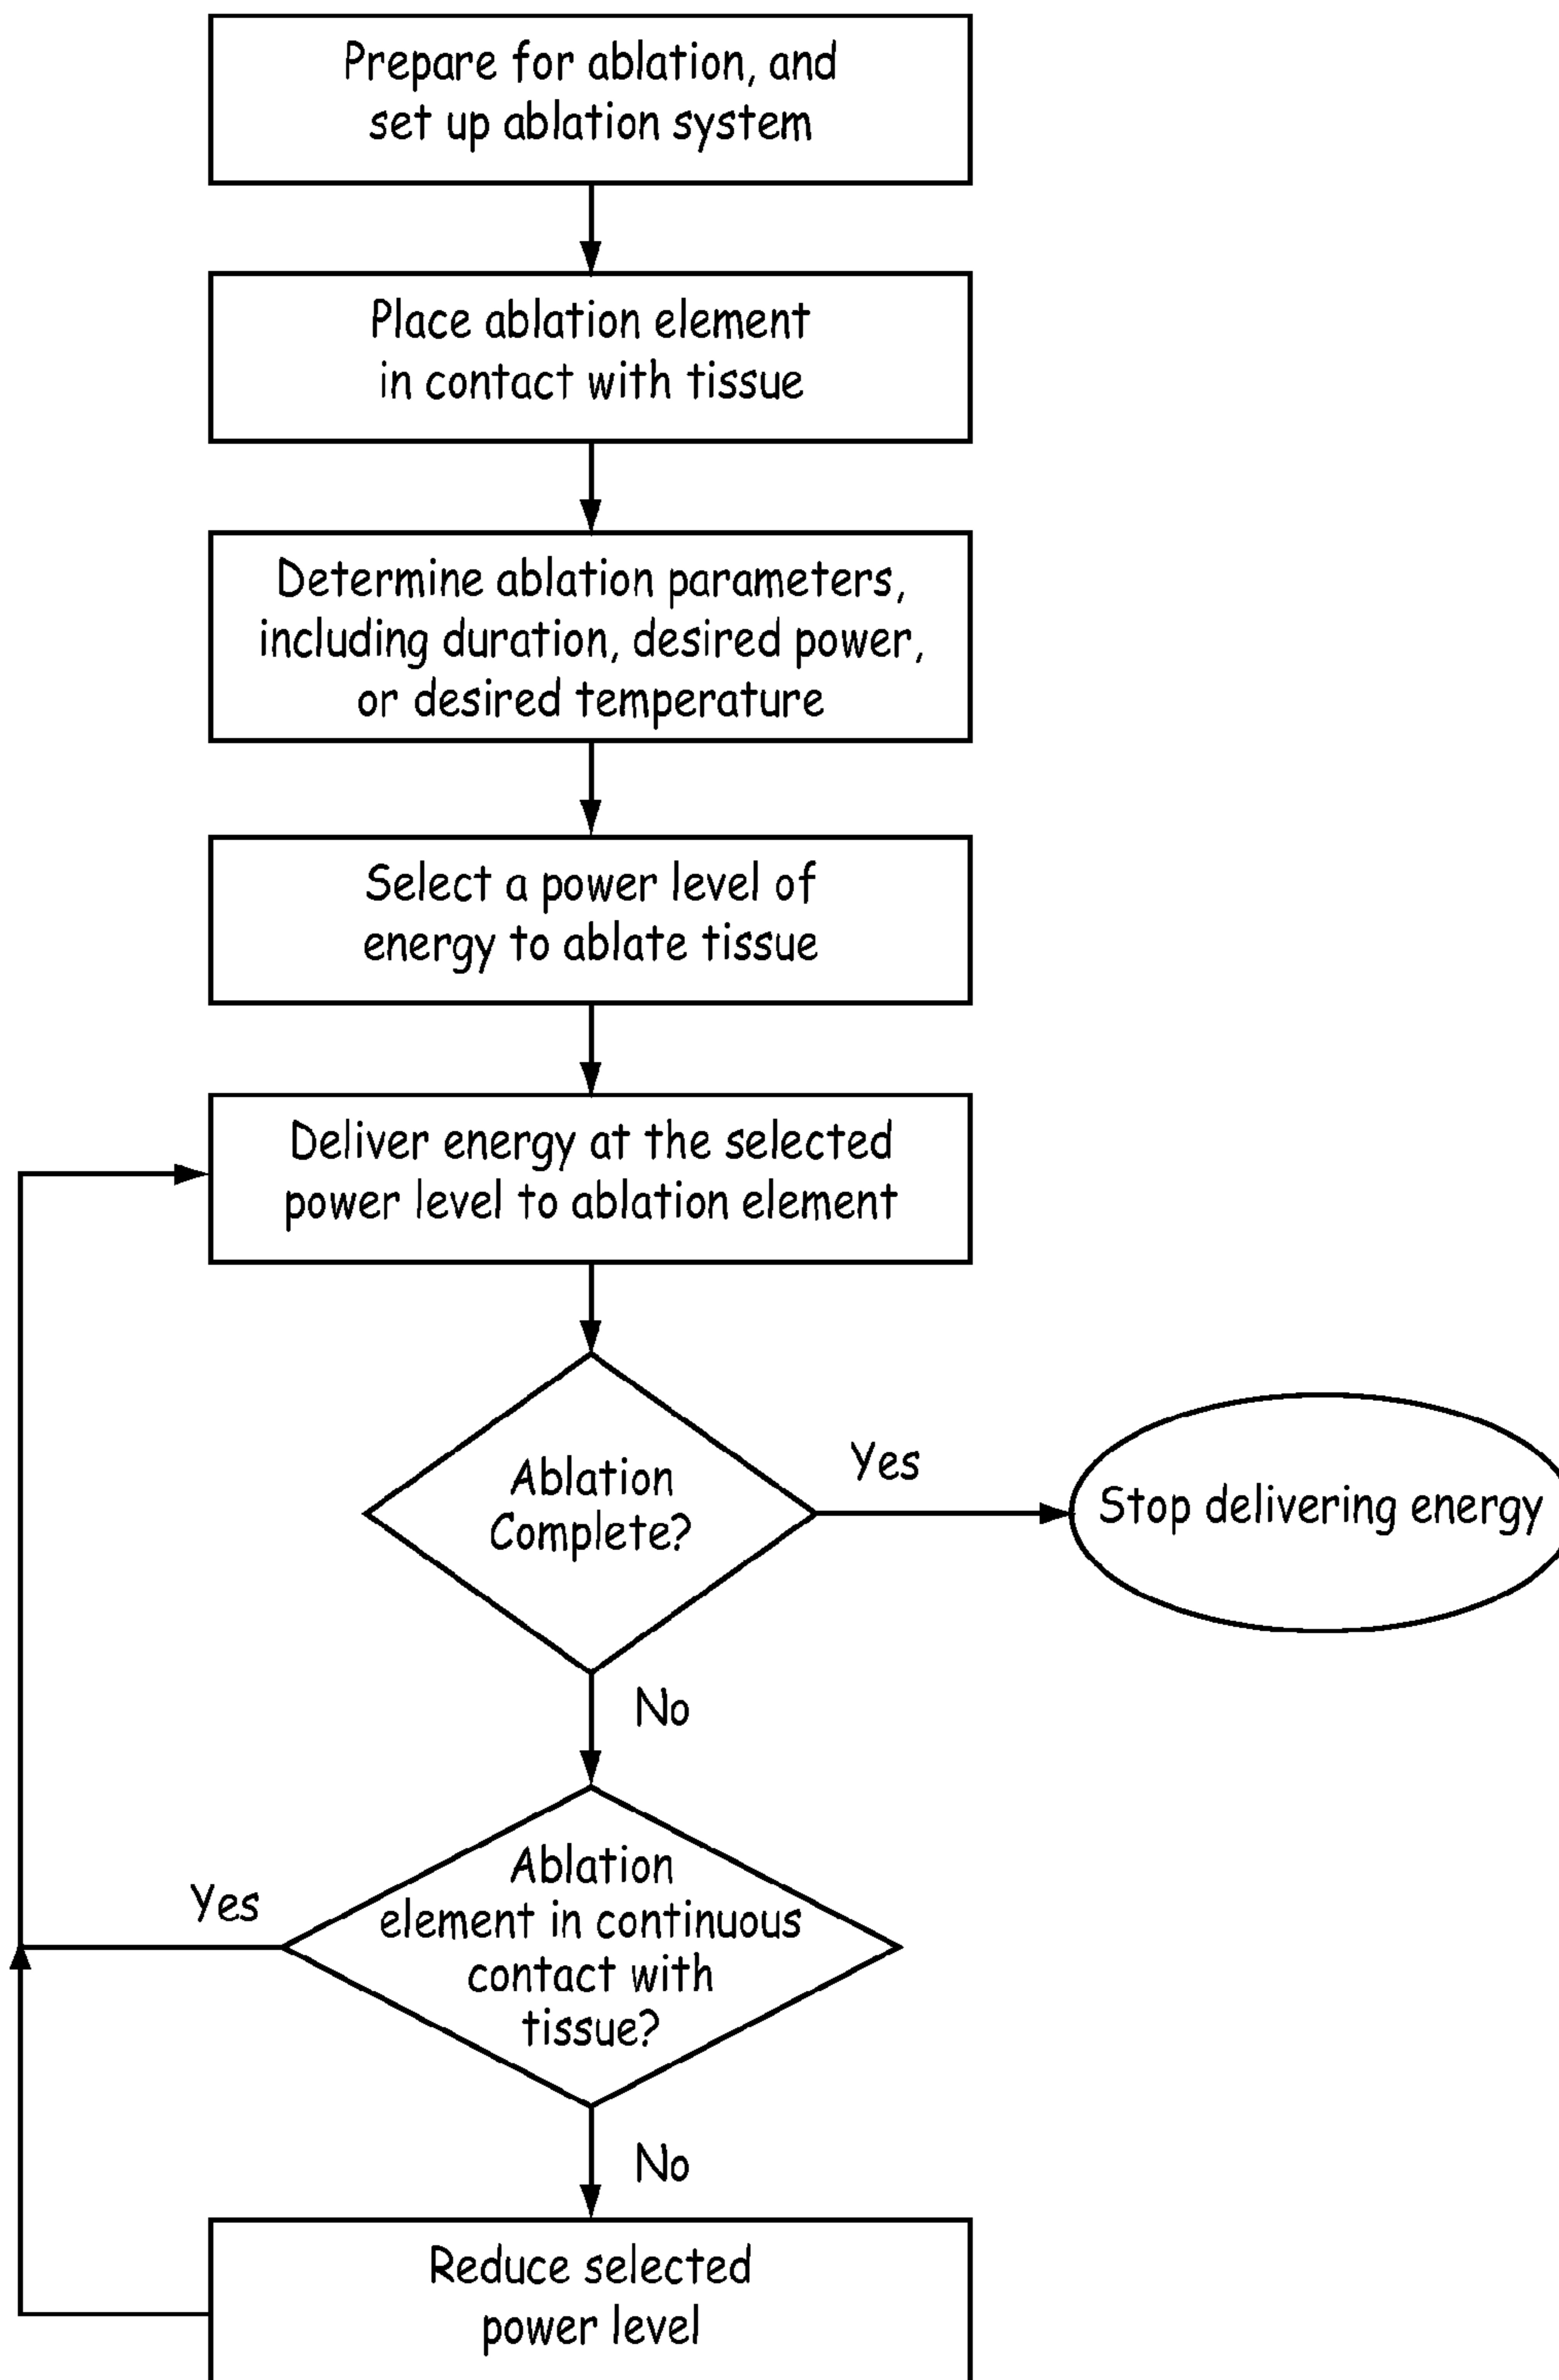 Prepare for ablation, and
set up ablation system
Place ablation element
in contact with tissue
Determine ablation parameters,
including duration, desired power,
or desired temperature
Select a power level of
energy to ablate tissue
Deliver energy at the selected
power level to ablation element
Ablation
Complete?
Yes
Stop delivering energy
No
Ablation
element in continuous
contact with
tissue?
Yes
No
Reduce selected
power level